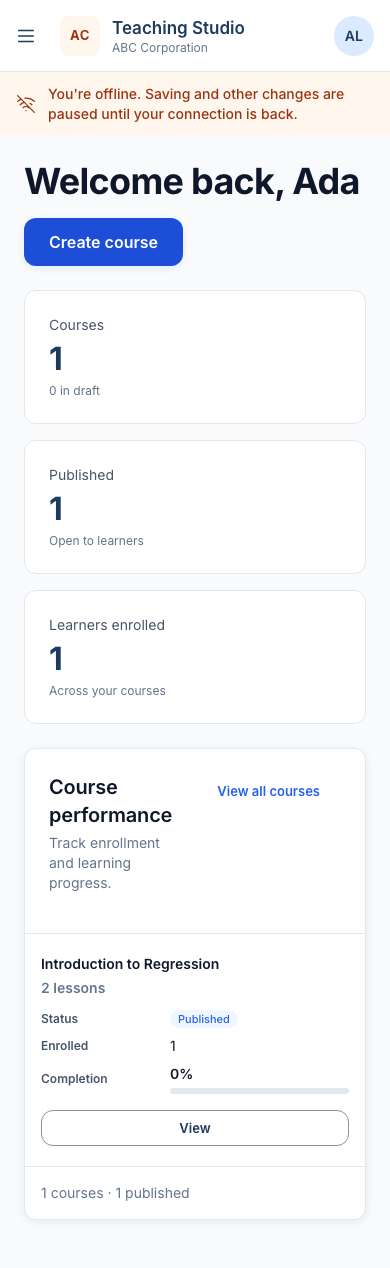 AC
Teaching Studio
ABC Corporation
AL
You're offline. Saving and other changes are
paused until your connection is back.
Welcome back, Ada
Create course
Courses
1
0 in draft
Published
1
Open to learners
Learners enrolled
1
Across your courses
Course
performance
View all courses
Track enrollment
and learning
progress.
Introduction to Regression
2 lessons
Status
Published
Enrolled
1
Completion
0%
View
1 courses · 1 published